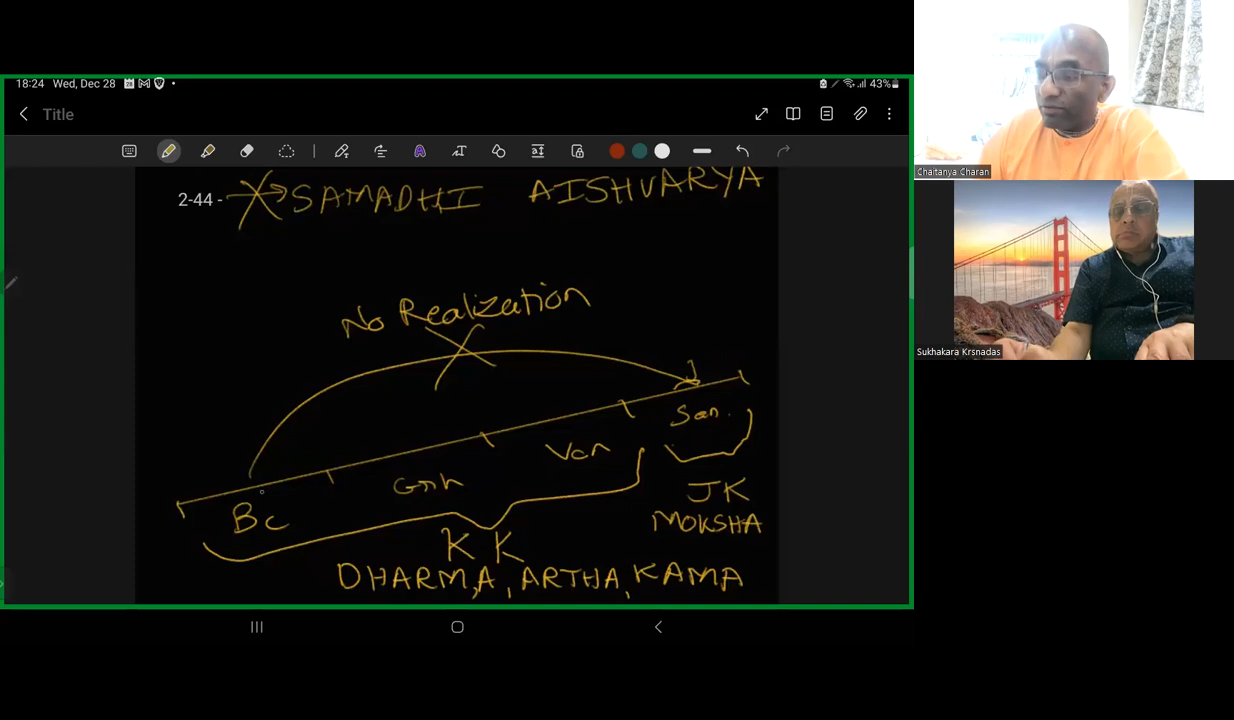 18:24 Wed, Dec 28
43%
Title
2-44 - SAMADHI AISHVARYA
No Realization
San.
Van
Grh
Bc
JK
MOKSHA
KK
DHARMA, ARTHA, KAMA
Chaitanya Charan
Sukhakara Krsnadas